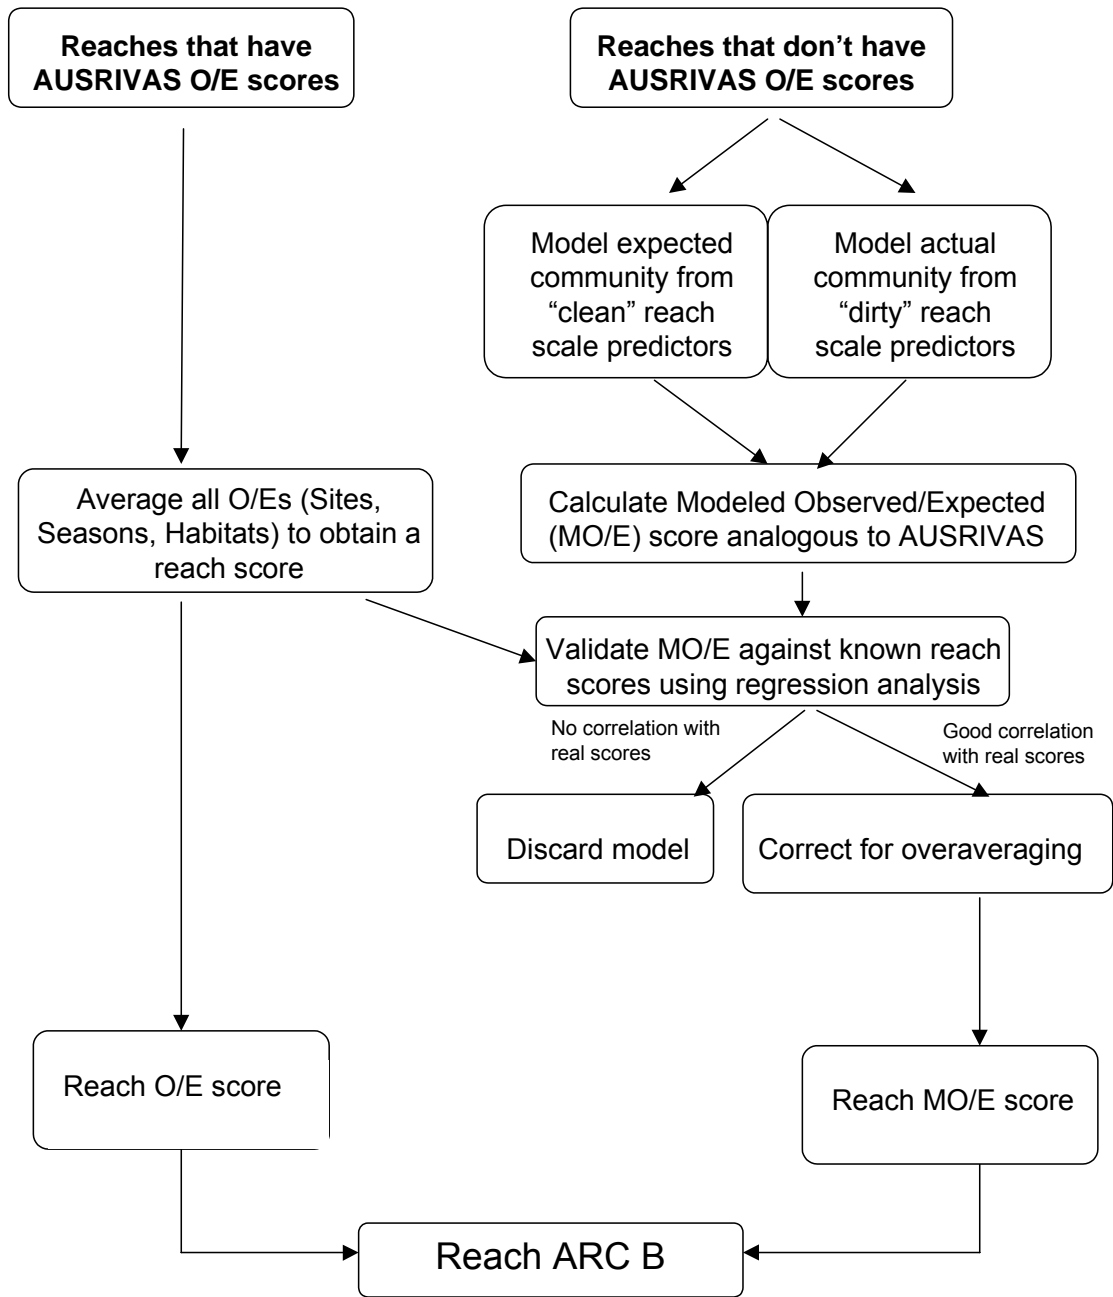 Reaches that have
AUSRIVAS O/E scores
Reaches that don’t have
AUSRIVAS O/E scores
Model expected
community from
“clean” reach
scale predictors
Model actual
community from
“dirty” reach
scale predictors
Average all O/Es (Sites,
Seasons, Habitats) to obtain a
reach score
Calculate Modeled Observed/Expected
(MO/E) score analogous to AUSRIVAS
Validate MO/E against known reach
scores using regression analysis
No correlation with
real scores
Good correlation
with real scores
Discard model
Correct for overaveraging
Reach O/E score
Reach MO/E score
Reach ARC B